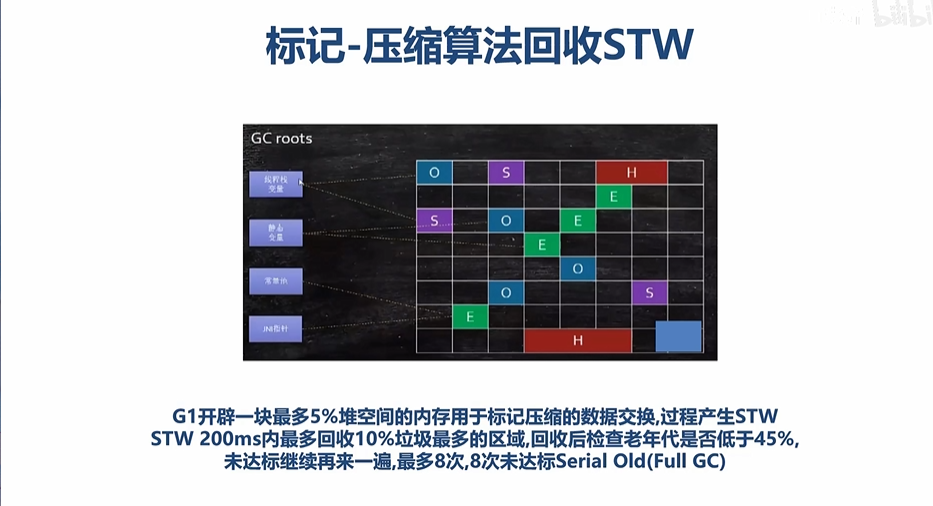 标记-压缩算法回收STW
GC roots
线程栈
变量
静态
变量
常量池
JNI指针
O S H
E
S O E
E
O
O S
E
H
G1开辟一块最多5%堆空间的内存用于标记压缩的数据交换,过程产生STW
STW 200ms内最多回收10%垃圾最多的区域,回收后检查老年代是否低于45%,
未达标继续再来一遍,最多8次,8次未达标Serial Old(Full GC)